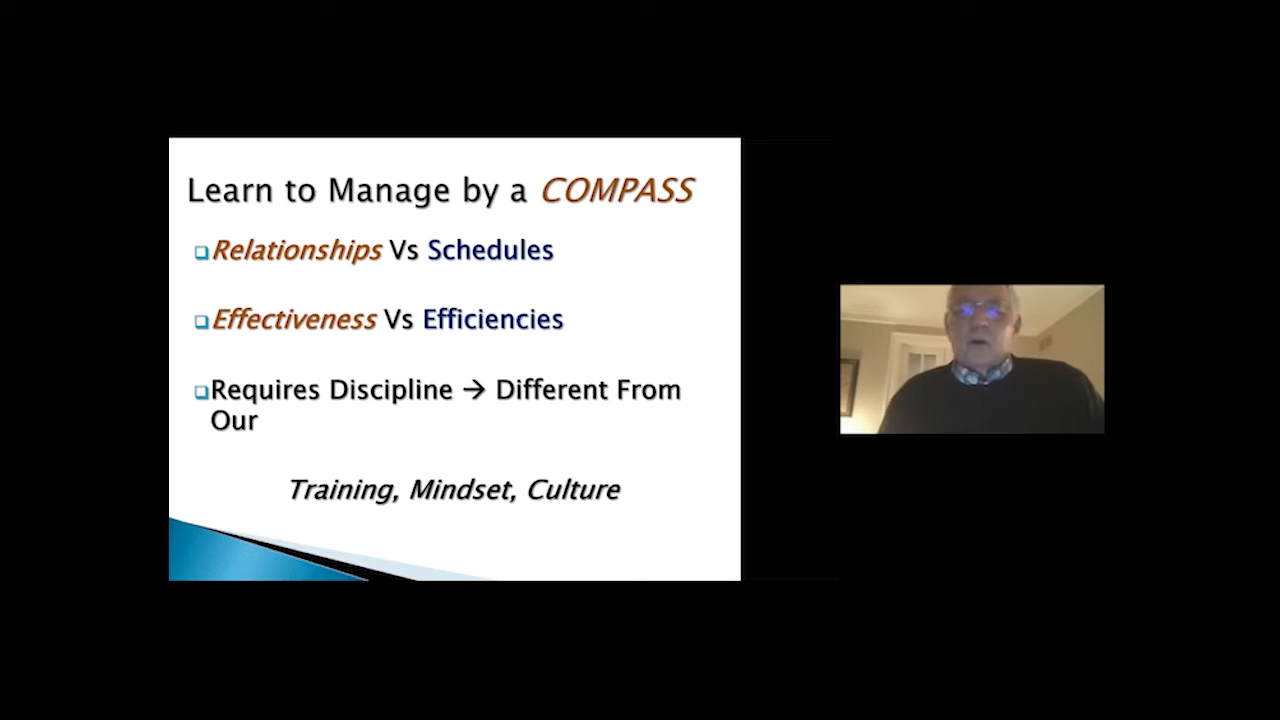 Learn to Manage by a COMPASS
Relationships Vs Schedules
Effectiveness Vs Efficiencies
Requires Discipline → Different From
Our
Training, Mindset, Culture